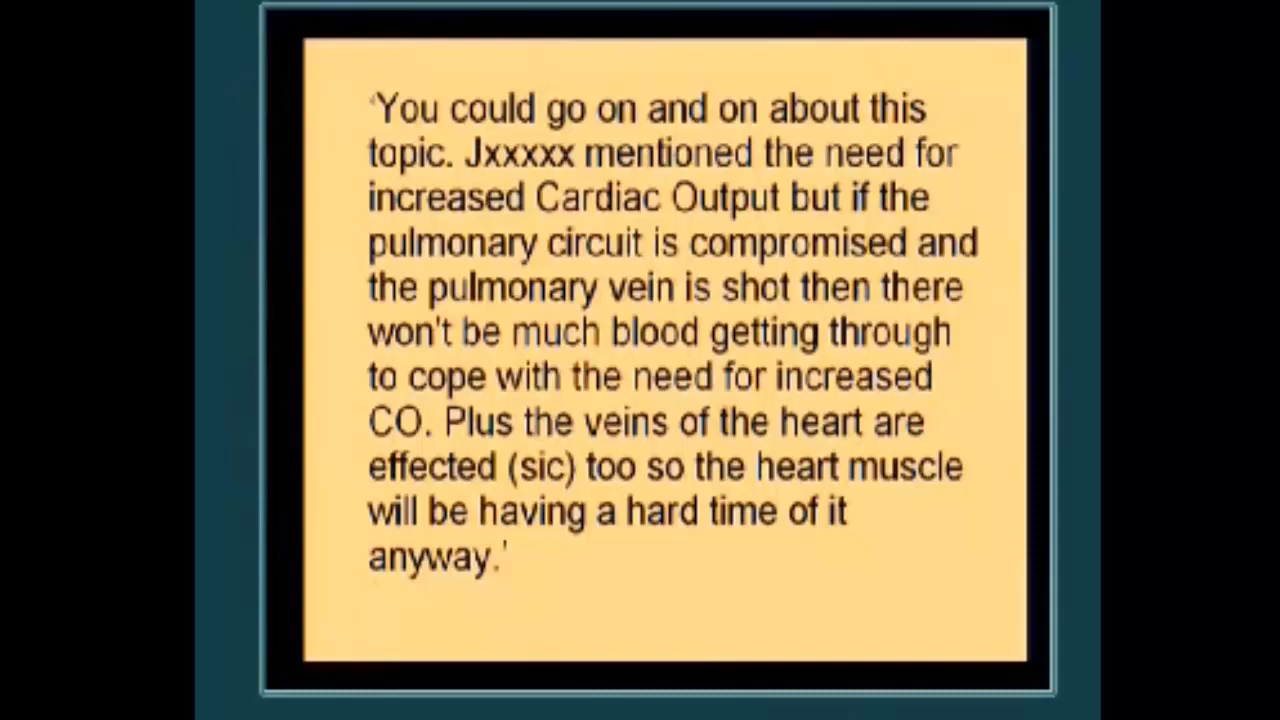 ‘You could go on and on about this
topic. Jxxxxx mentioned the need for
increased Cardiac Output but if the
pulmonary circuit is compromised and
the pulmonary vein is shot then there
won't be much blood getting through
to cope with the need for increased
CO. Plus the veins of the heart are
effected (sic) too so the heart muscle
will be having a hard time of it
anyway.’